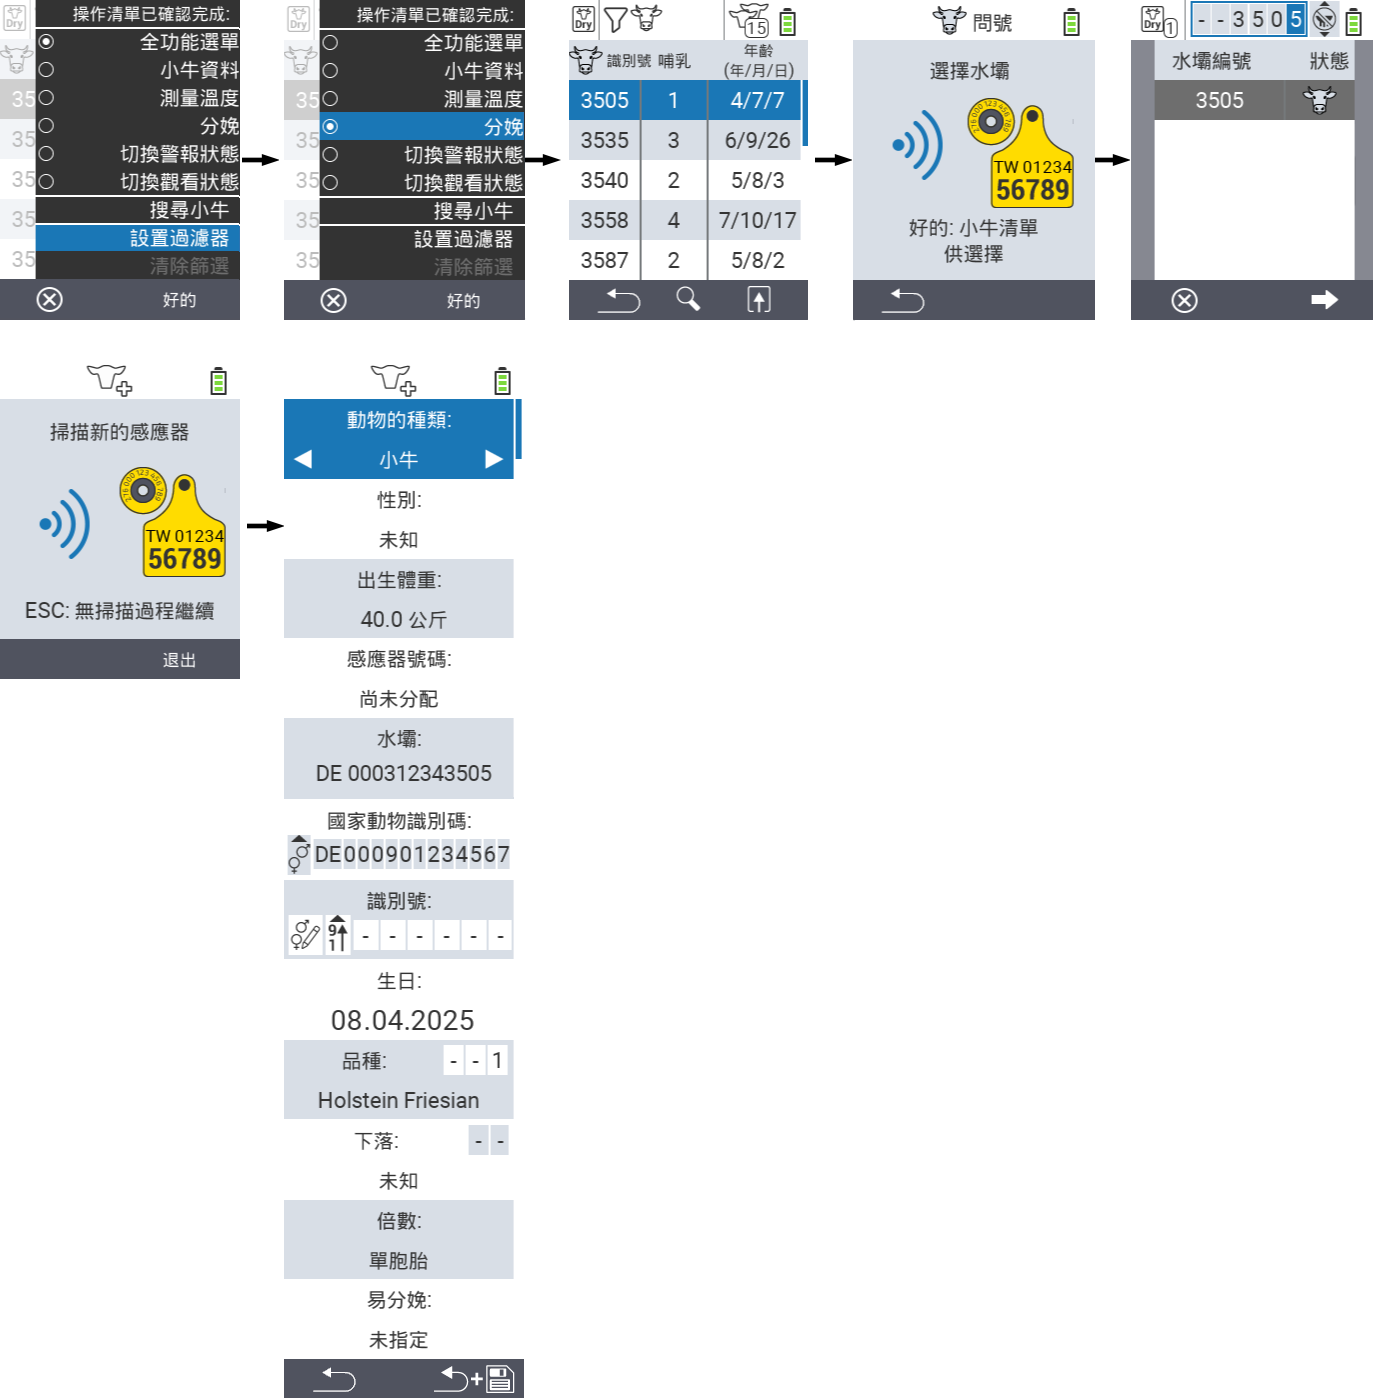 Dry
操作清單已確認完成:
全功能選單
小牛資料
35
測量溫度
35
分娩
35
切換警報狀態
切換觀看狀態
35
搜尋小牛
設置過濾器
35
清除篩選
好的
Dry
操作清單已確認完成:
全功能選單
小牛資料
35
測量溫度
35
分娩
35
切換警報狀態
切換觀看狀態
35
搜尋小牛
設置過濾器
35
清除篩選
好的
Dry
15
識別號 哺乳 年齡
(年/月/日)
3505 1 4/7/7
3535 3 6/9/26
3540 2 5/8/3
3558 4 7/10/17
3587 2 5/8/2
問號
選擇水壩
276 000 123 456 789
TW 01234
56789
好的: 小牛清單
供選擇
Dry 1
- - 3 5 0 5
水壩編號 狀態
3505
掃描新的感應器
276 000 123 456 789
TW 01234
56789
ESC: 無掃描過程繼續
退出
動物的種類:
小牛
性別:
未知
出生體重:
40.0 公斤
感應器號碼:
尚未分配
水壩:
DE 000312343505
國家動物識別碼:
DE000901234567
識別號:
9
1
- - - - - -
生日:
08.04.2025
品種: - - 1
Holstein Friesian
下落: - -
未知
倍數:
單胞胎
易分娩:
未指定
+